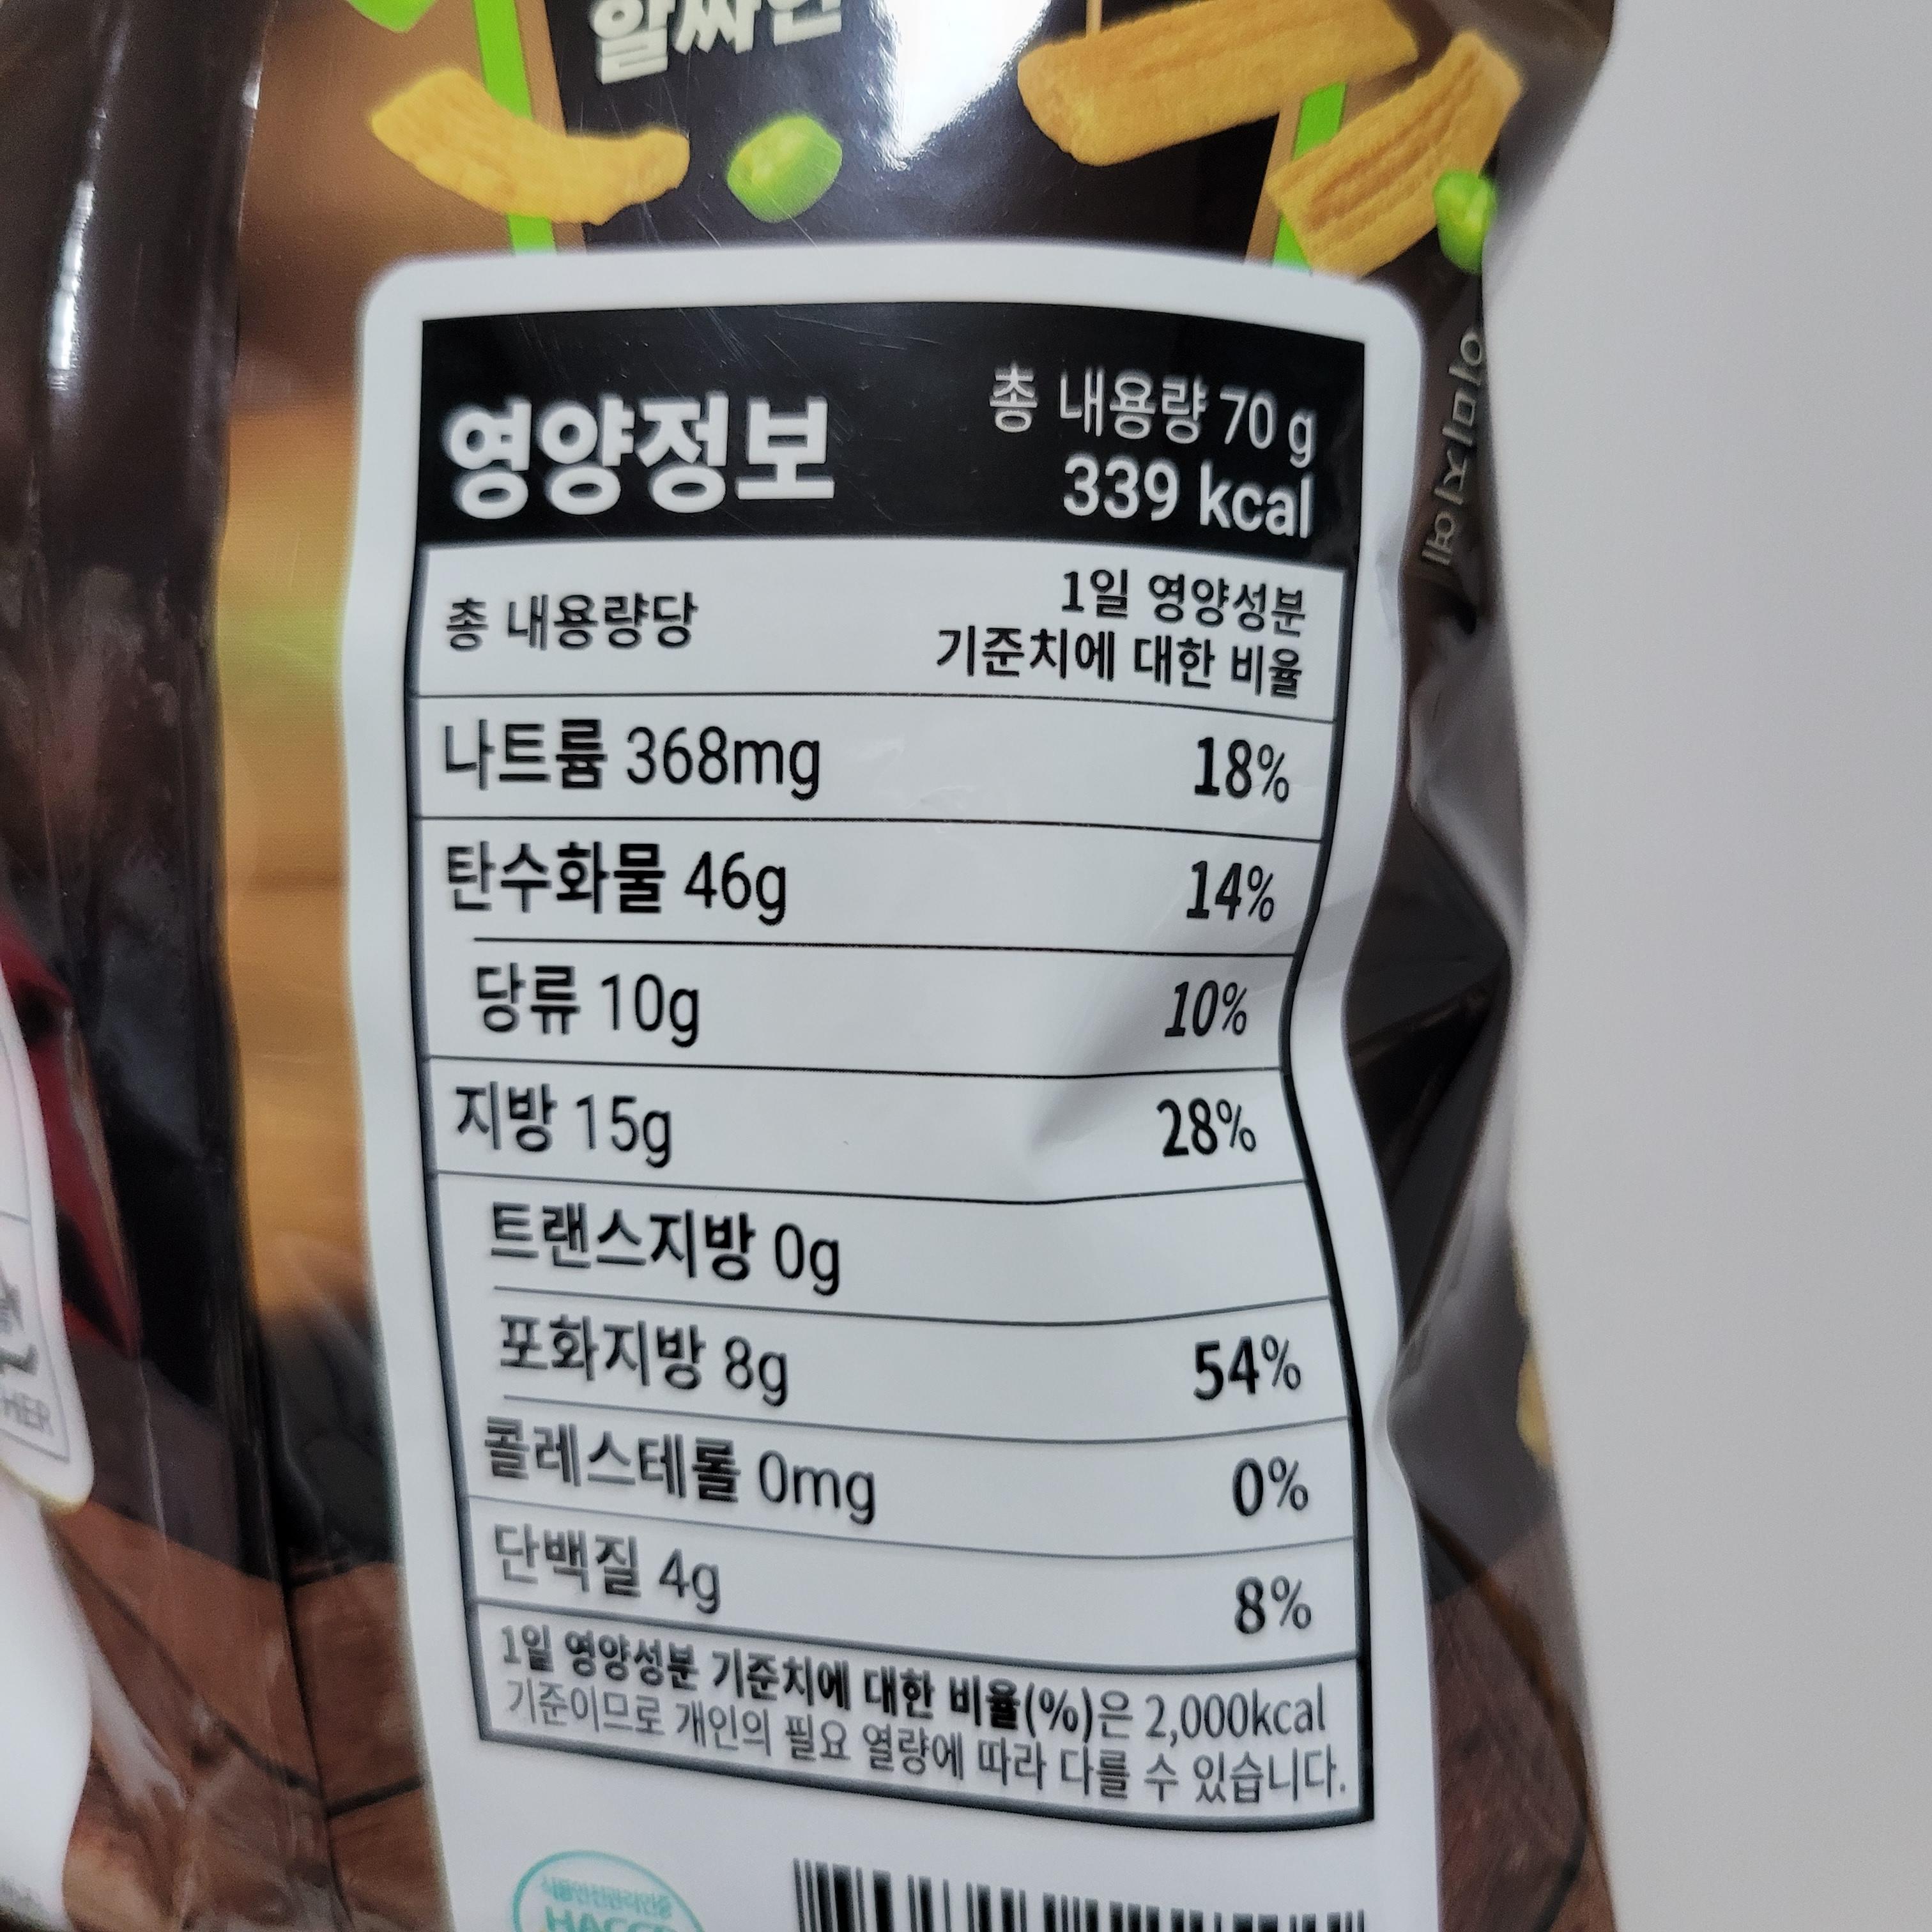 알싸한
영양정보
총 내용량 70 g
339 kcal
총 내용량당
1일 영양성분
기준치에 대한 비율
나트륨 368mg 18%
탄수화물 46g 14%
당류 10g 10%
지방 15g 28%
트랜스지방 0g
포화지방 8g 54%
콜레스테롤 0mg 0%
단백질 4g 8%
1일 영양성분 기준치에 대한 비율(%)은 2,000kcal
기준이므로 개인의 필요 열량에 따라 다를 수 있습니다.
HACCP